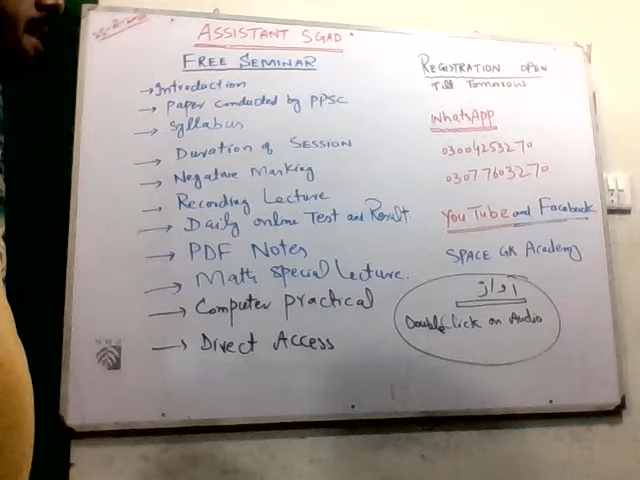 ASSISTANT SGAD
FREE SEMINAR
→Introduction
→Paper conducted by PPSC
→Syllabus
→Duration of SESSION
→Negative Marking
→Recording Lecture
→Daily online Test and Result
→PDF Notes
→Math special Lecture.
→Computer practical
→Direct Access
REGISTRATION OPEN
Till Tomorrow
WhatsApp
03004253270
03077603270
YouTube and Facebook
SPACE GK Academy
آواز
Double Click on Audio